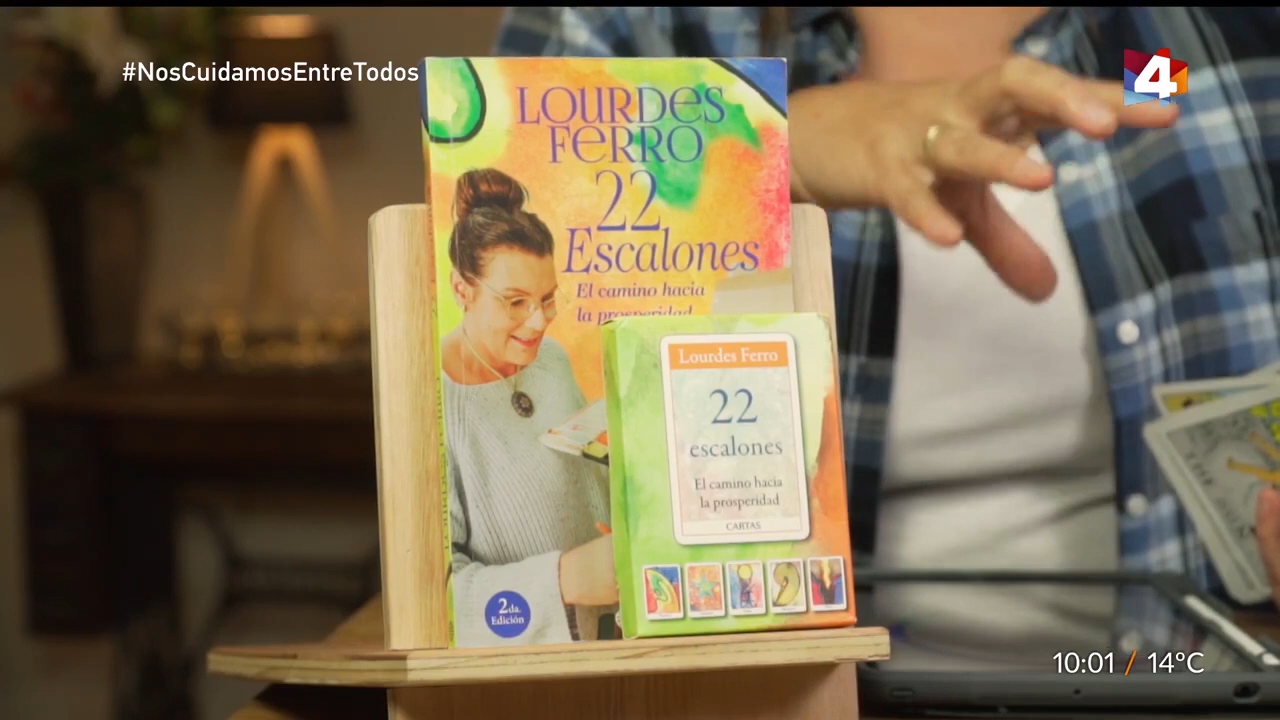 #NosCuidamosEntreTodos
4
LOURDes
FeRRO
22
Escalones
El camino hacia
la prosperidad
Lourdes Ferro
22
escalones
El camino hacia
la prosperidad
CARTAS
2da.
Edición
10:01 / 14°C